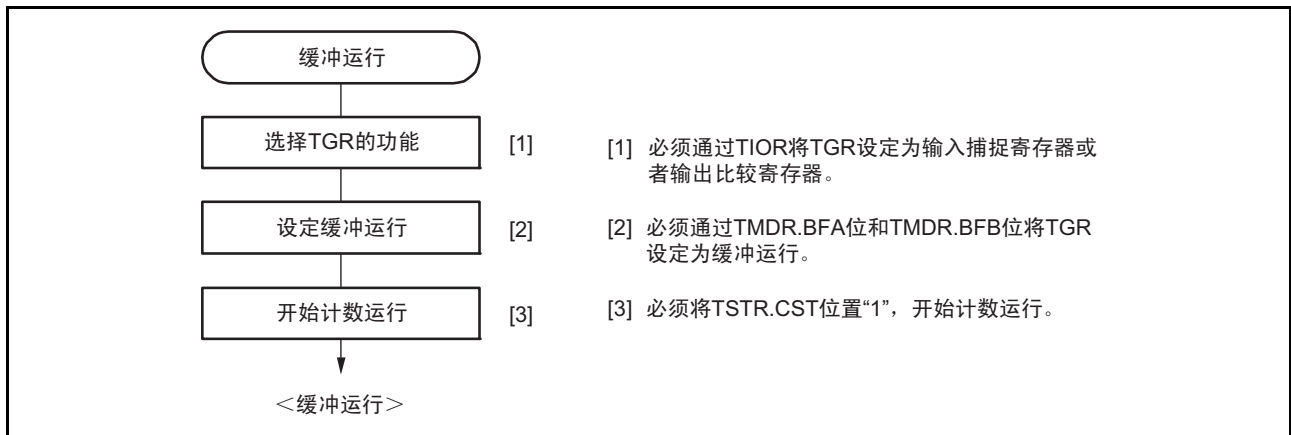 缓冲运行
选择TGR的功能
[1]
[1] 必须通过TIOR将TGR设定为输入捕捉寄存器或
者输出比较寄存器。
设定缓冲运行
[2]
[2] 必须通过TMDR.BFA位和TMDR.BFB位将TGR
设定为缓冲运行。
开始计数运行
[3]
[3] 必须将TSTR.CST位置“1”，开始计数运行。
＜缓冲运行＞